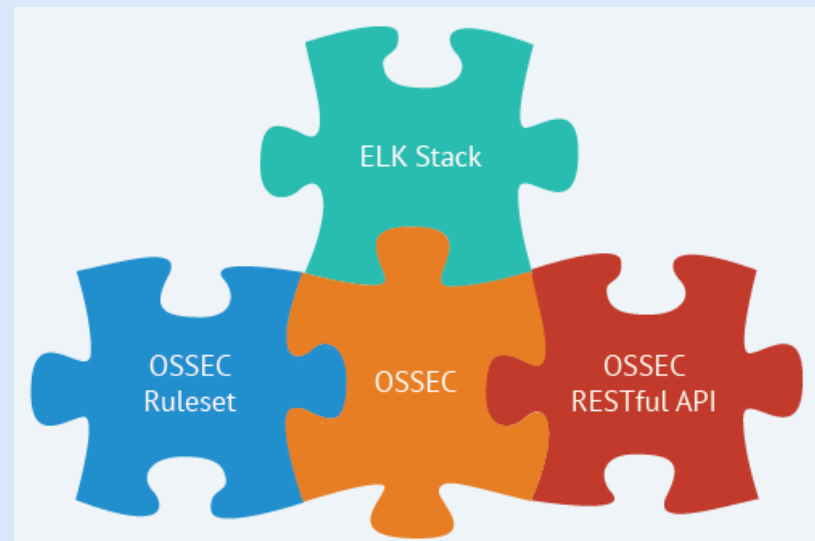 ELK Stack
OSSEC
Ruleset
OSSEC
OSSEC
RESTful API